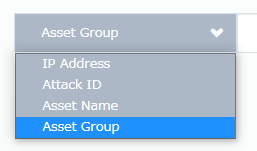 Asset Group
IP Address
Attack ID
Asset Name
Asset Group